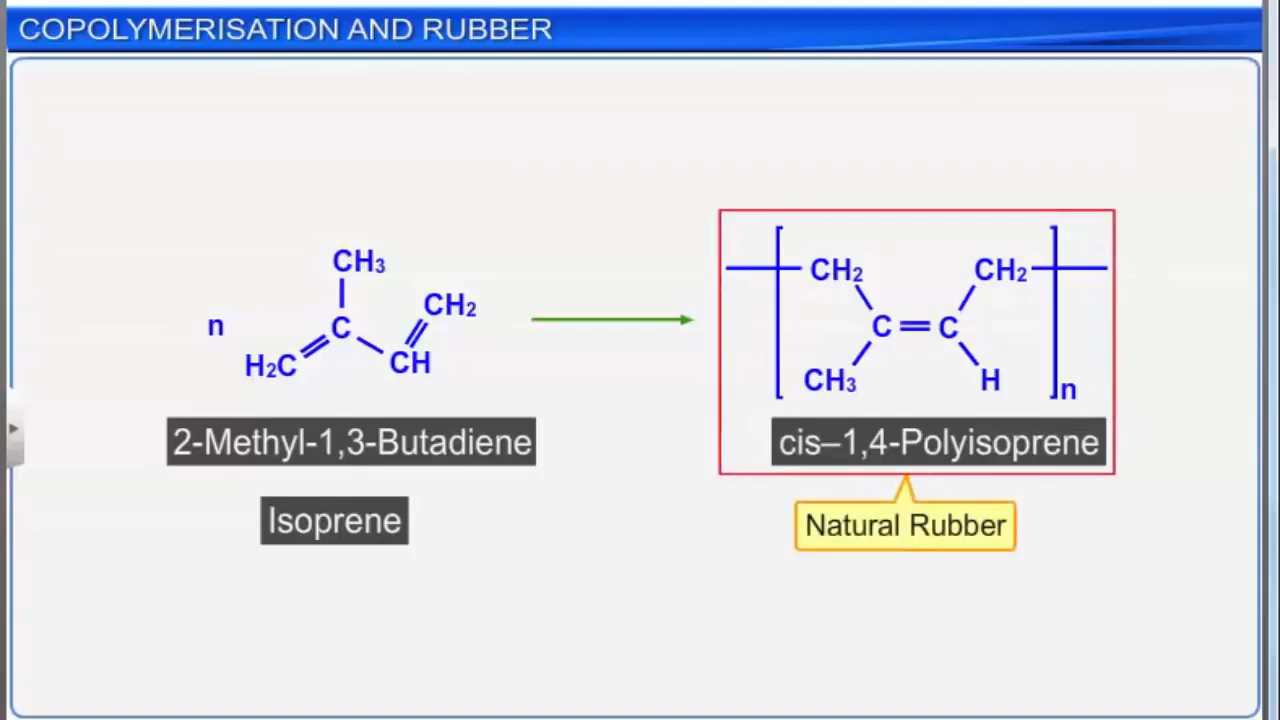 COPOLYMERISATION AND RUBBER
CH3
CH2
n
C
H2C
CH
2-Methyl-1,3-Butadiene
Isoprene
CH2
CH2
C
C
CH3
H
n
cis–1,4-Polyisoprene
Natural Rubber